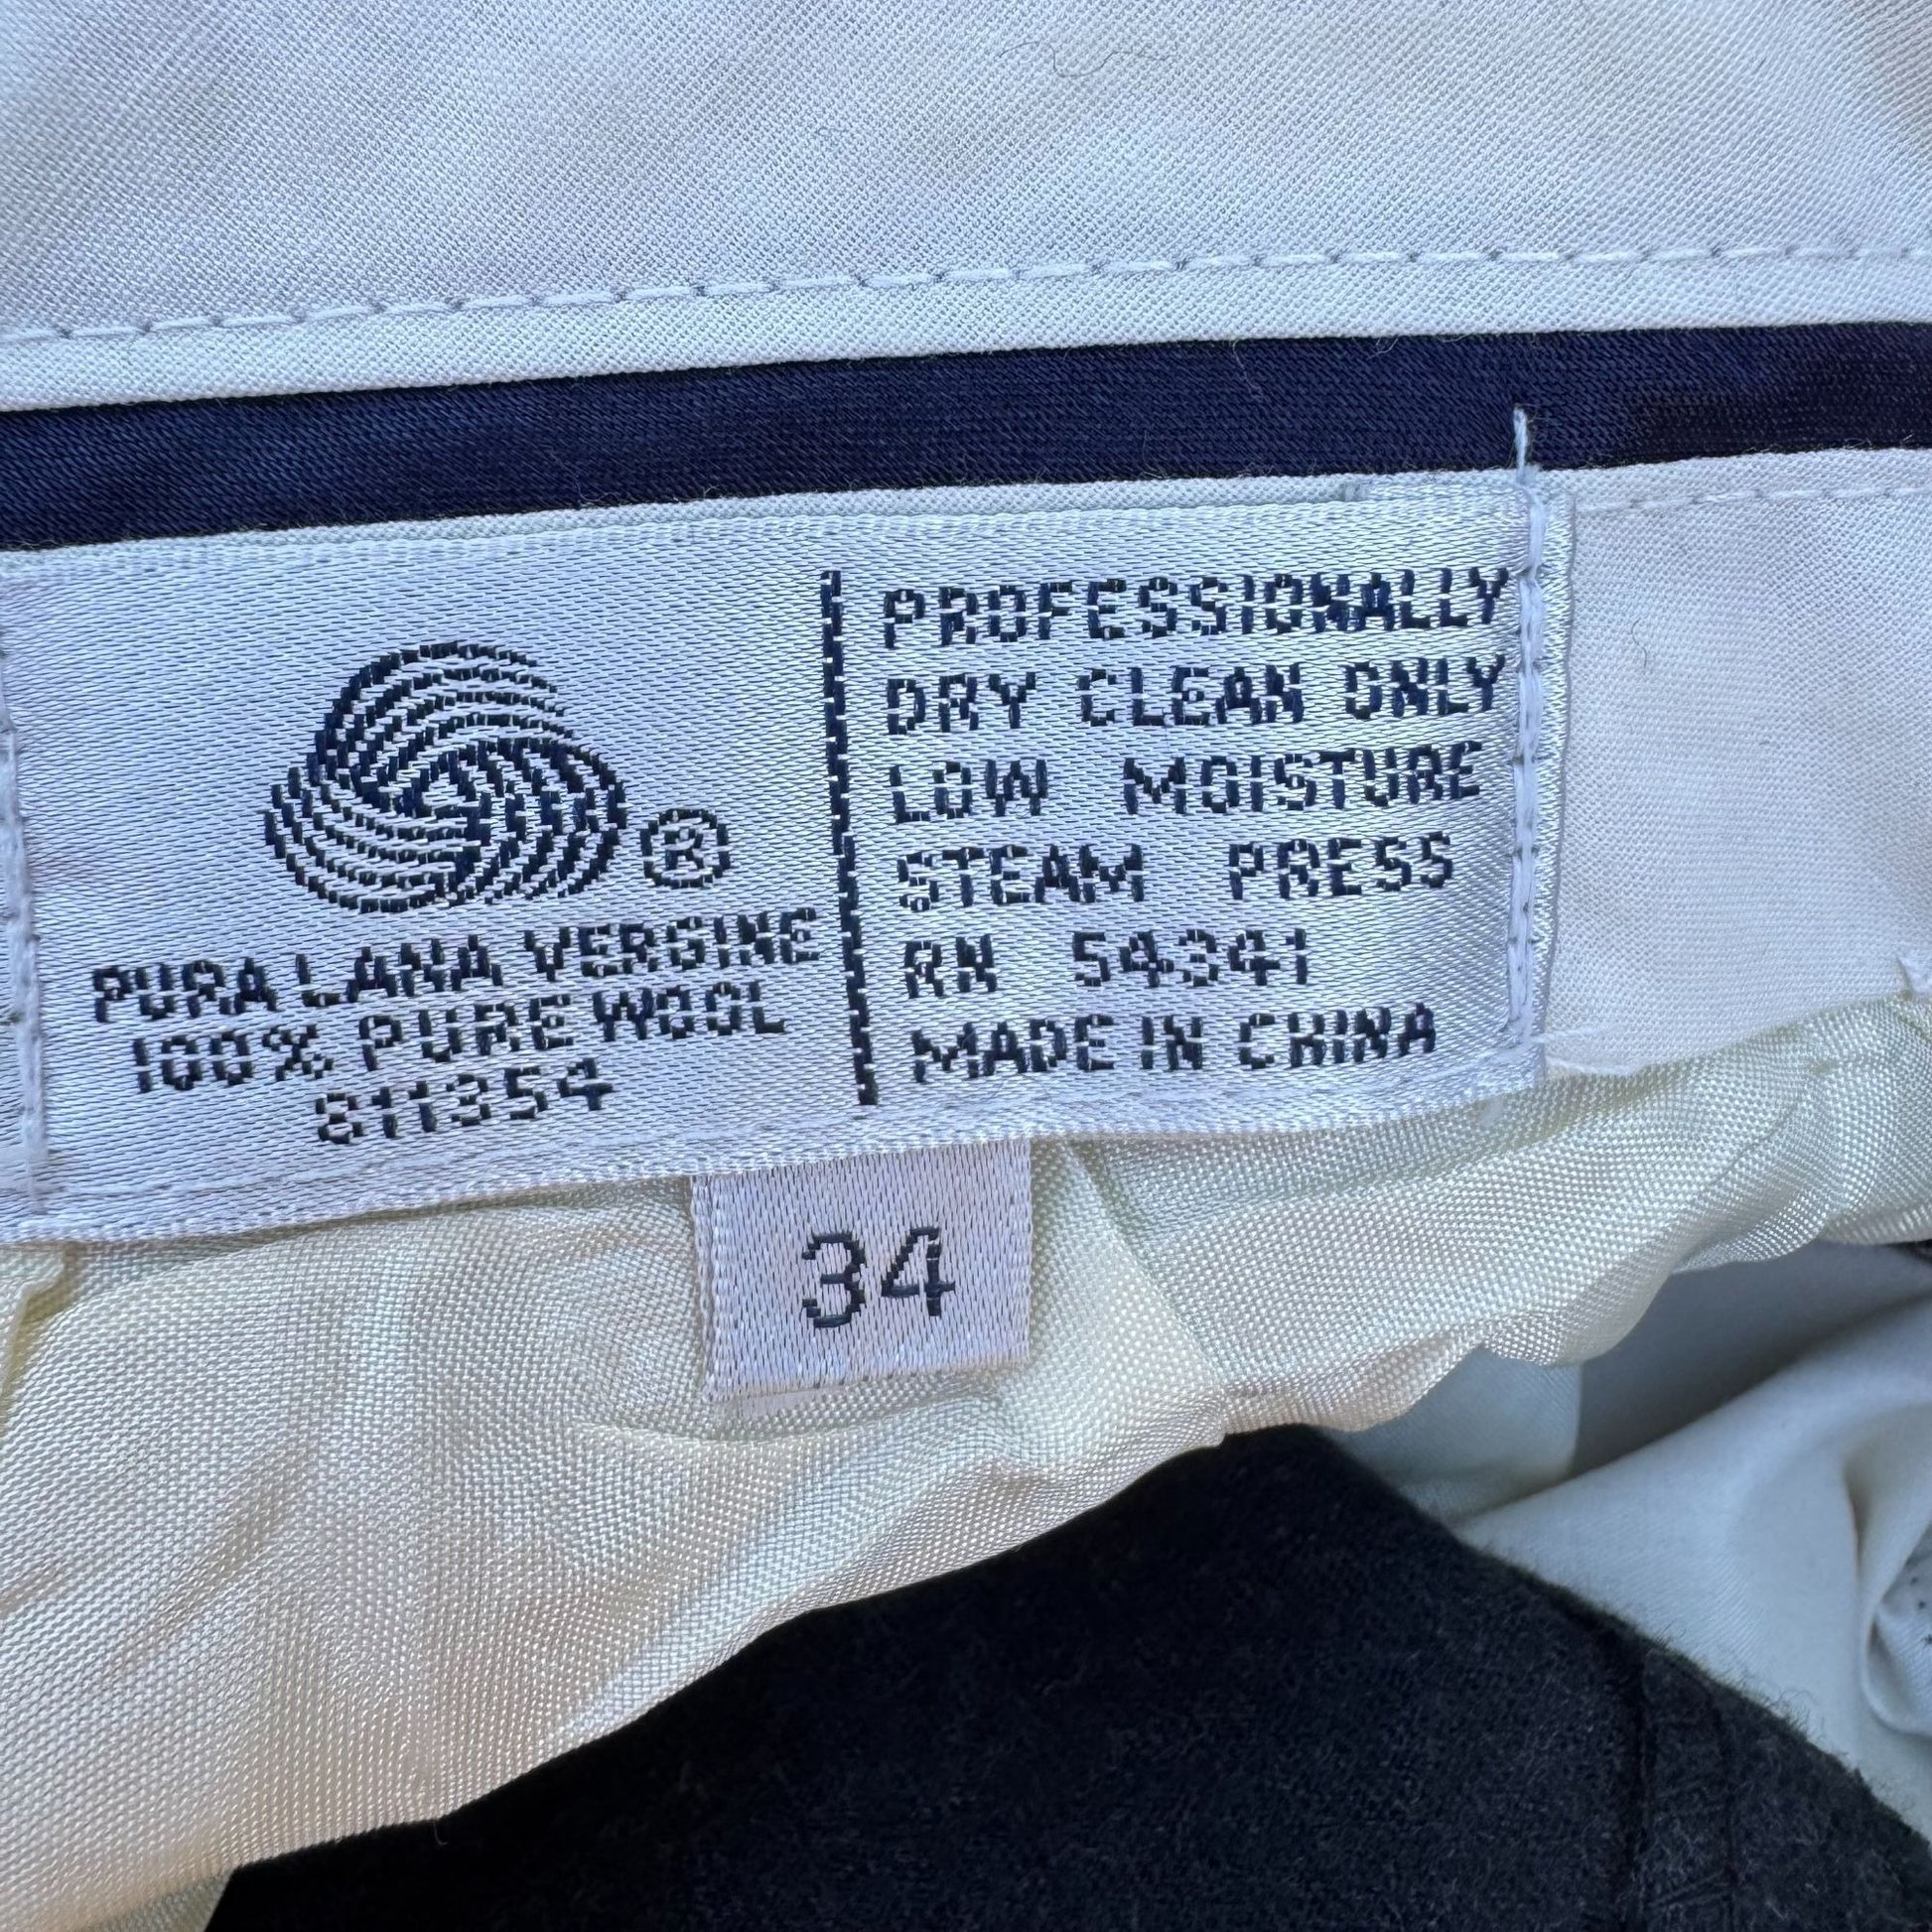 ®
PURA LANA VERGINE
100% PURE WOOL
811354
PROFESSIONALLY
DRY CLEAN ONLY
LOW MOISTURE
STEAM PRESS
RN 54341
MADE IN CHINA
34